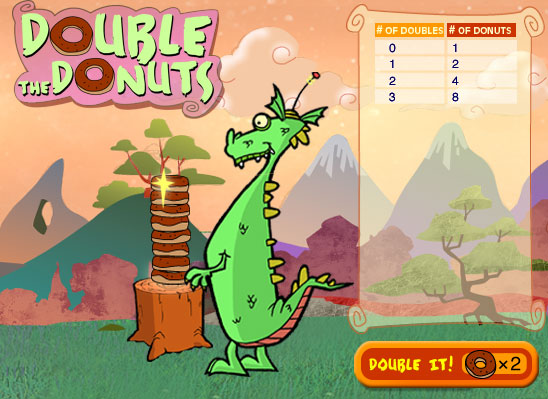 DOUBLE
THE DONUTS
# OF DOUBLES # OF DONUTS
0 1
1 2
2 4
3 8
DOUBLE IT! ×2